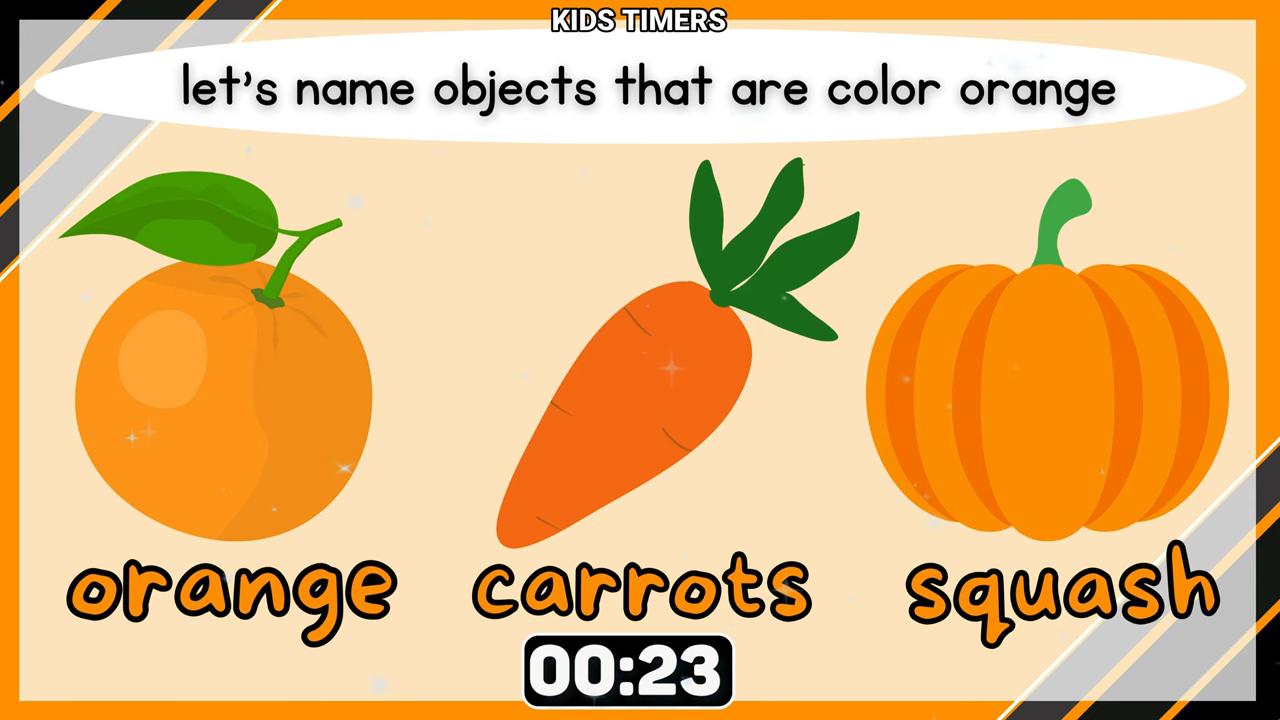 KIDS TIMERS
let's name objects that are color orange
orange carrots squash
00:23